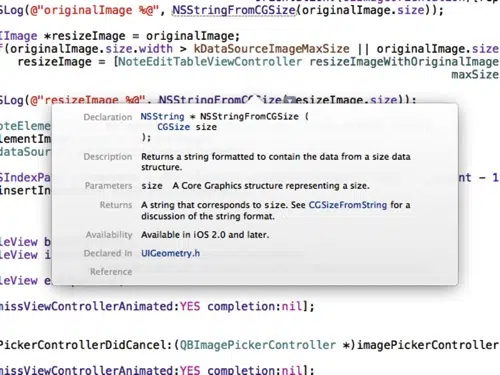 SLog(@"originalImage %@", NSStringFromCGSize(originalImage.size));
IImage *resizeImage = originalImage;
f(originalImage.size.width > kDataSourceImageMaxSize || originalImage.size
resizeImage = [NoteEditTableViewController resizeImageWithOriginalImage
maxSize
SLog(@"resizeImage %@", NSStringFromCGSize(resizeImage.size));
oteElemen
lementIma
dataSour
SIndexPa
ent - 1
insertInd
Declaration NSString * NSStringFromCGSize (
CGSize size
);
Description Returns a string formatted to contain the data from a size data
structure.
Parameters size A Core Graphics structure representing a size.
Returns A string that corresponds to size. See CGSizeFromString for a
discussion of the string format.
Availability Available in iOS 2.0 and later.
Declared in UIGeometry.h
Reference
leView b
leView i
leView e
missViewControllerAnimated:YES completion:nil];
PickerControllerDidCancel:(QBImagePickerController *)imagePickerController
missViewControllerAnimated:YES completion:nil];